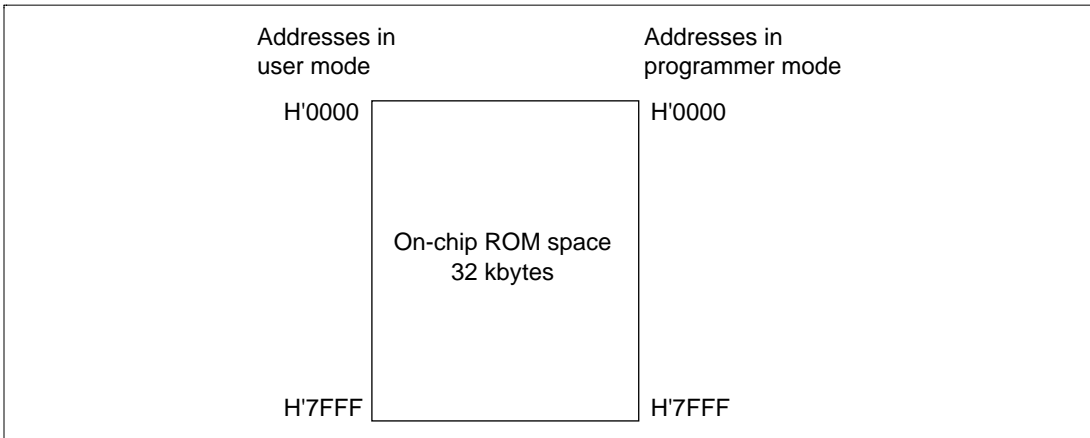 Addresses in
user mode
Addresses in
programmer mode
H'0000
H'0000
On-chip ROM space
32 kbytes
H'7FFF
H'7FFF